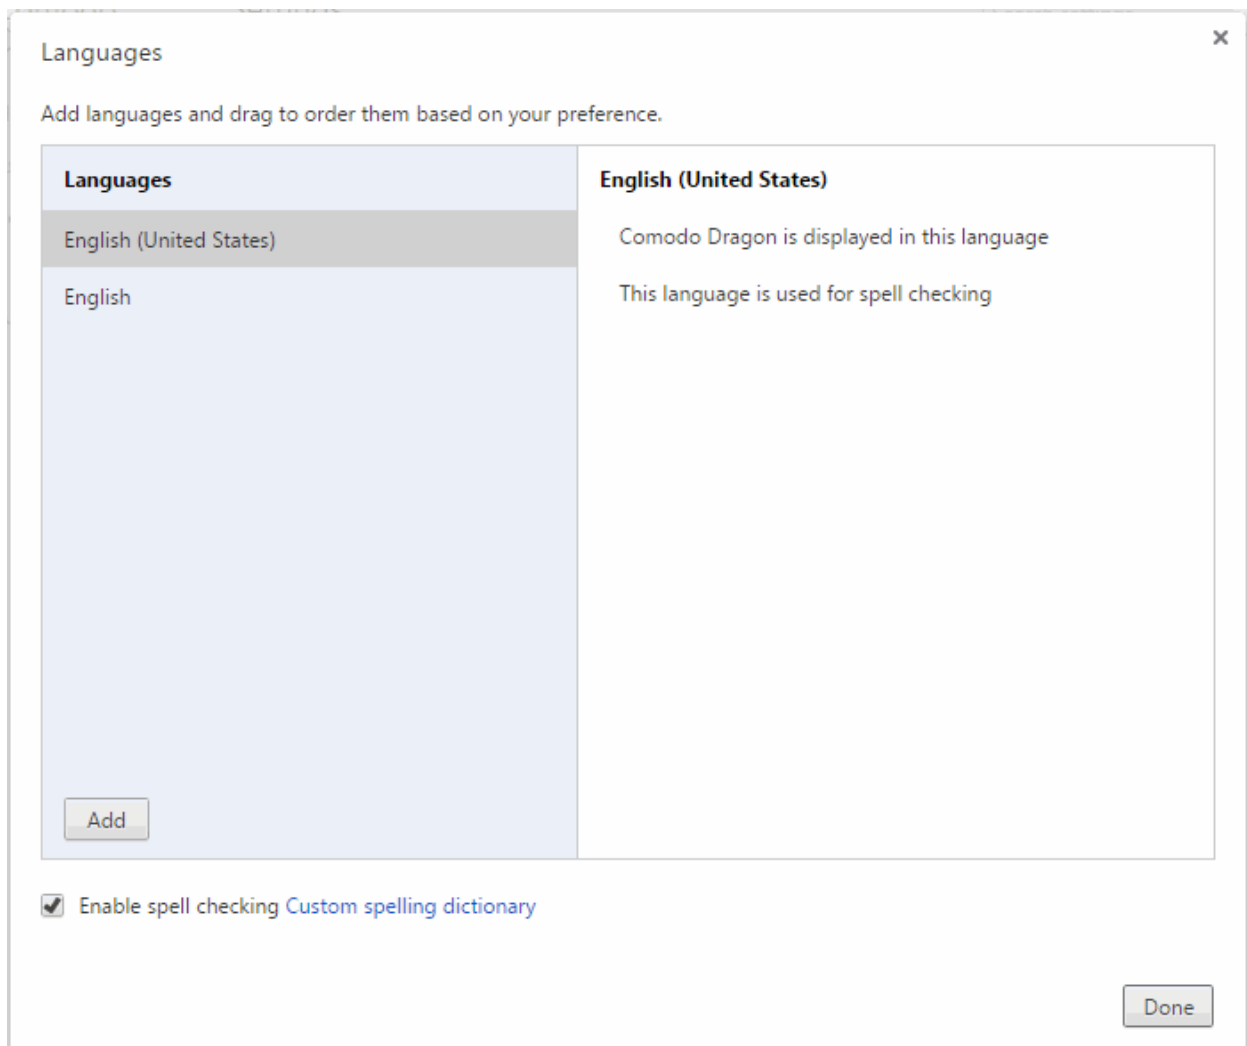 Languages
Add languages and drag to order them based on your preference.
Languages
English (United States)
English
Add
English (United States)
Comodo Dragon is displayed in this language
This language is used for spell checking
Enable spell checking Custom spelling dictionary
Done